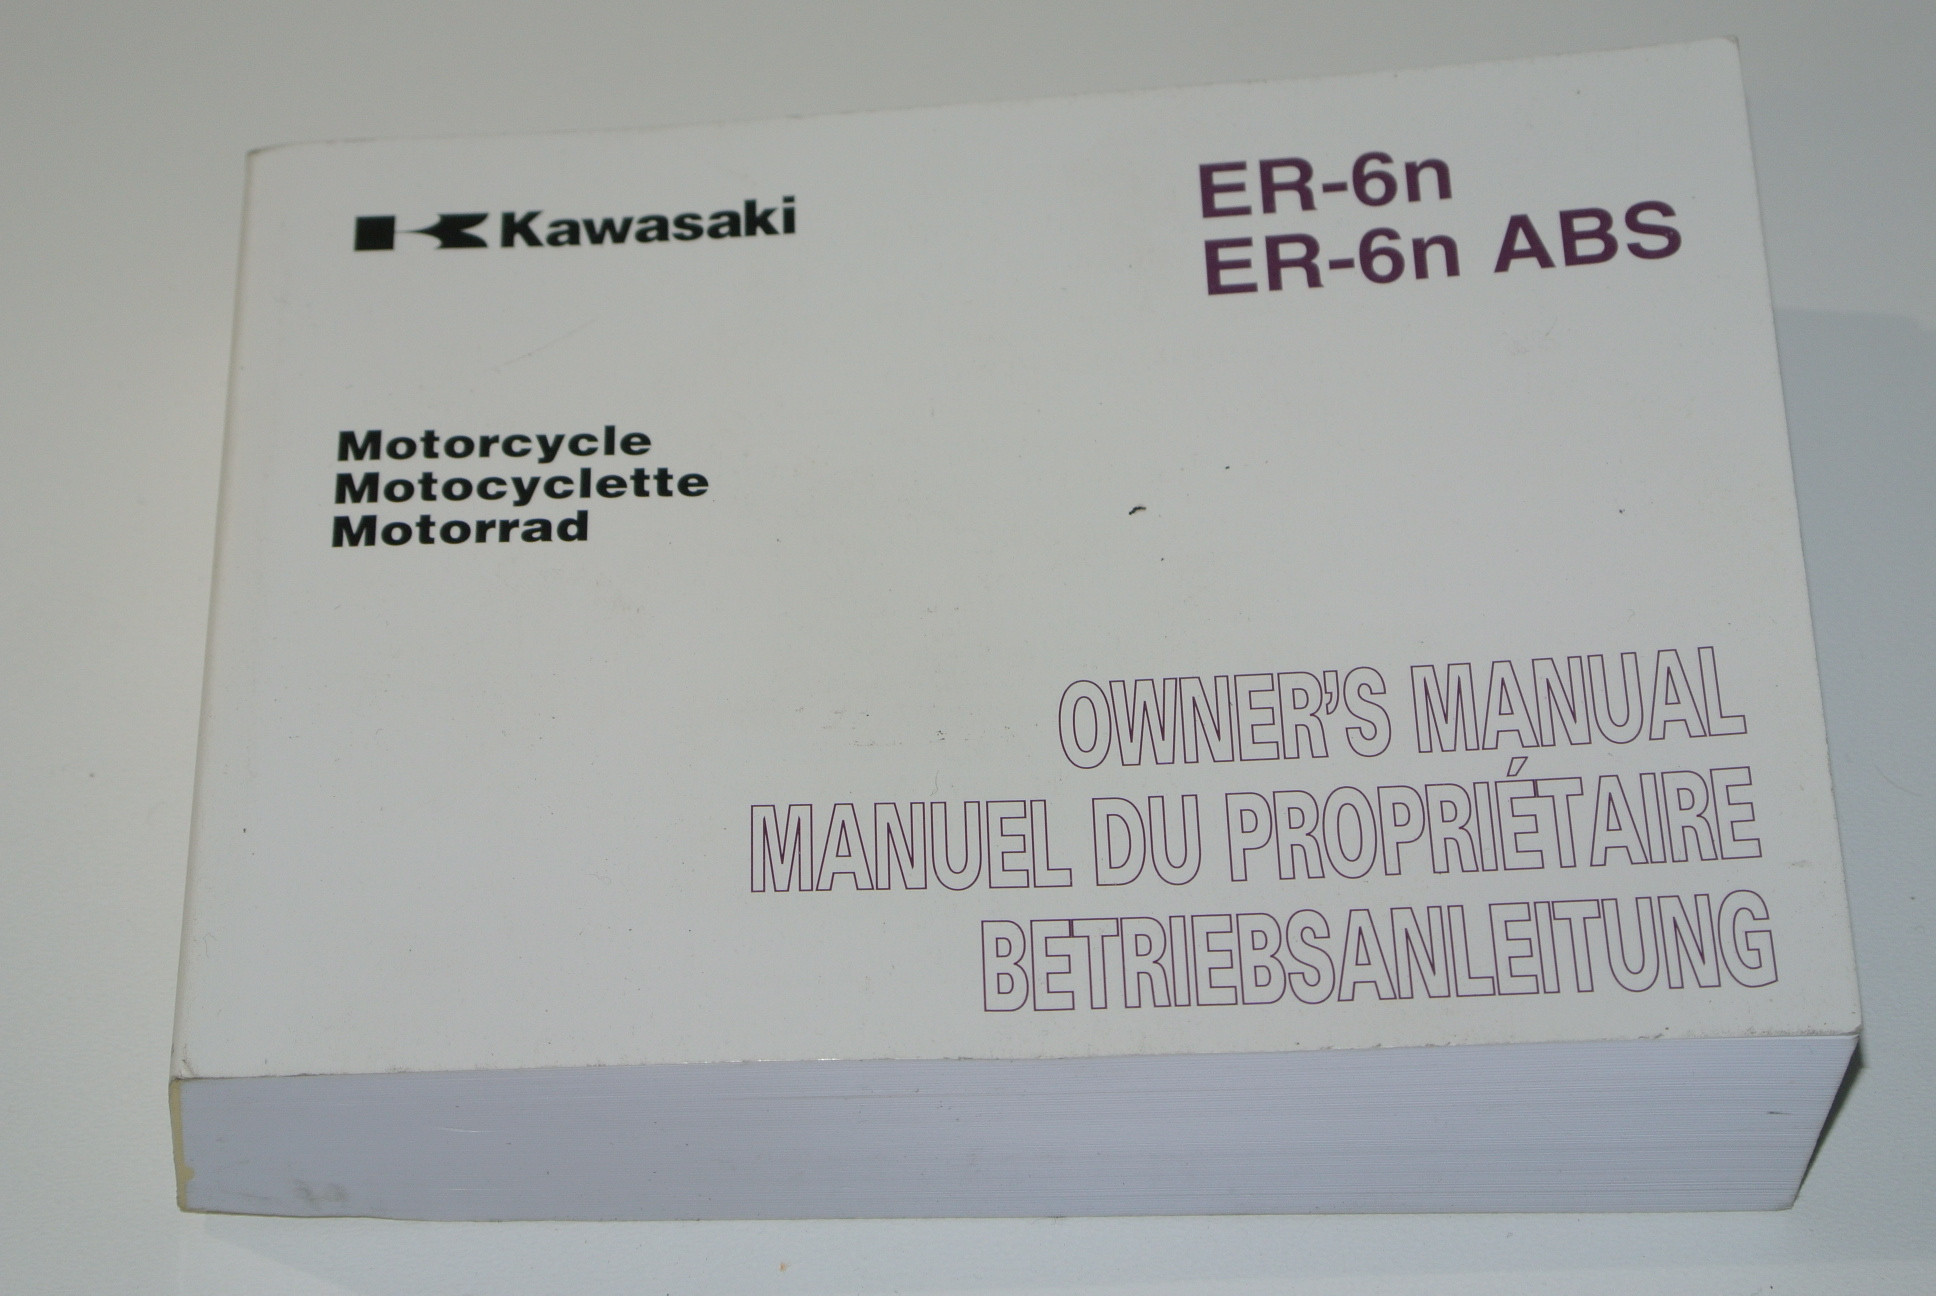 Kawasaki
ER-6n
ER-6n ABS
Motorcycle
Motocyclette
Motorrad
OWNER'S MANUAL
MANUEL DU PROPRIÉTAIRE
BETRIEBSANLEITUNG